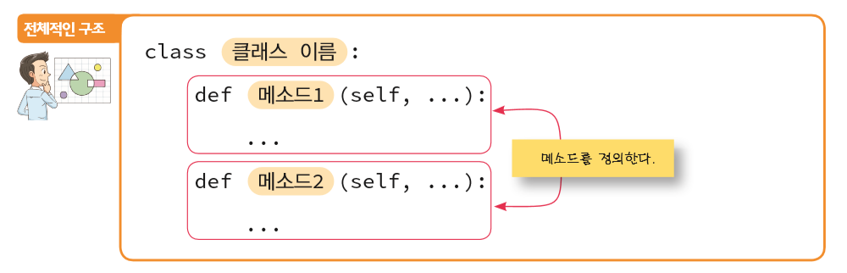 전체적인 구조
class 클래스 이름 :
def 메소드1 (self, ...):
...
메소드를 정의한다.
def 메소드2 (self, ...):
...